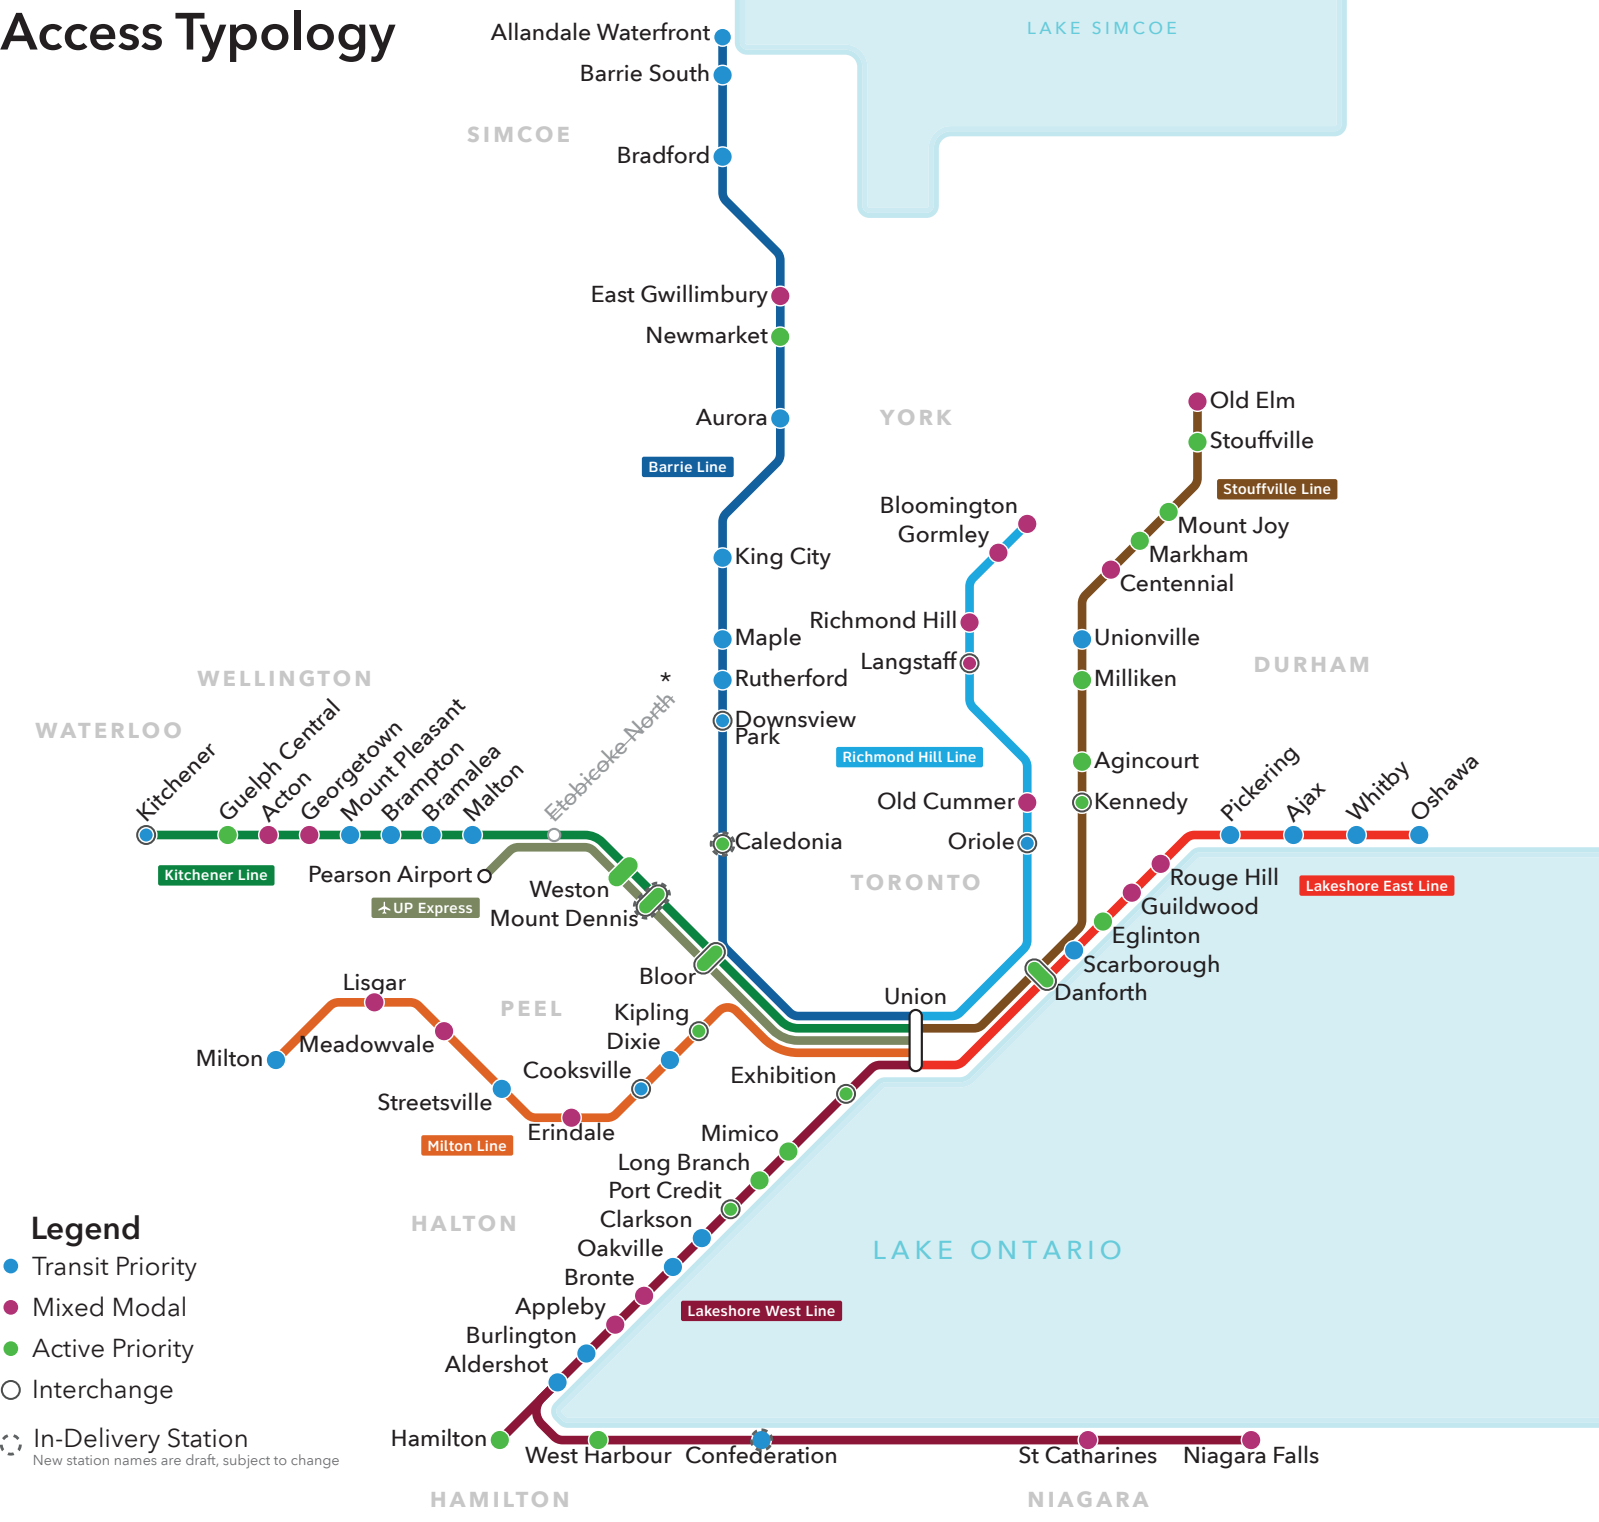 Access Typology
LAKE SIMCOE
Allandale Waterfront
Barrie South
SIMCOE
Bradford
East Gwillimbury
Newmarket
Aurora
YORK
Barrie Line
Old Elm
Stouffville
Stouffville Line
Bloomington
Gormley
Mount Joy
Markham
Centennial
King City
Richmond Hill
Maple
Unionville
Langstaff
DURHAM
WELLINGTON
*
Rutherford
Milliken
WATERLOO
Downsview
Park
Richmond Hill Line
Agincourt
Kitchener
Guelph Central
Acton
Georgetown
Mount Pleasant
Brampton
Bramalea
Malton
Etobicoke North
Old Cummer
Kennedy
Pickering
Ajax
Whitby
Oshawa
Caledonia
Oriole
Kitchener Line
Pearson Airport
UP Express
Weston
Mount Dennis
TORONTO
Rouge Hill
Lakeshore East Line
Guildwood
Eglinton
Scarborough
Danforth
Bloor
Lisgar
PEEL
Union
Kipling
Dixie
Meadowvale
Milton
Cooksville
Exhibition
Streetsville
Erindale
Milton Line
Mimico
Long Branch
Port Credit
Clarkson
HALTON
Oakville
LAKE ONTARIO
Bronte
Appleby
Lakeshore West Line
Burlington
Aldershot
Legend
Transit Priority
Mixed Modal
Active Priority
Interchange
In-Delivery Station
New station names are draft, subject to change
Hamilton
West Harbour
Confederation
St Catharines
Niagara Falls
HAMILTON
NIAGARA